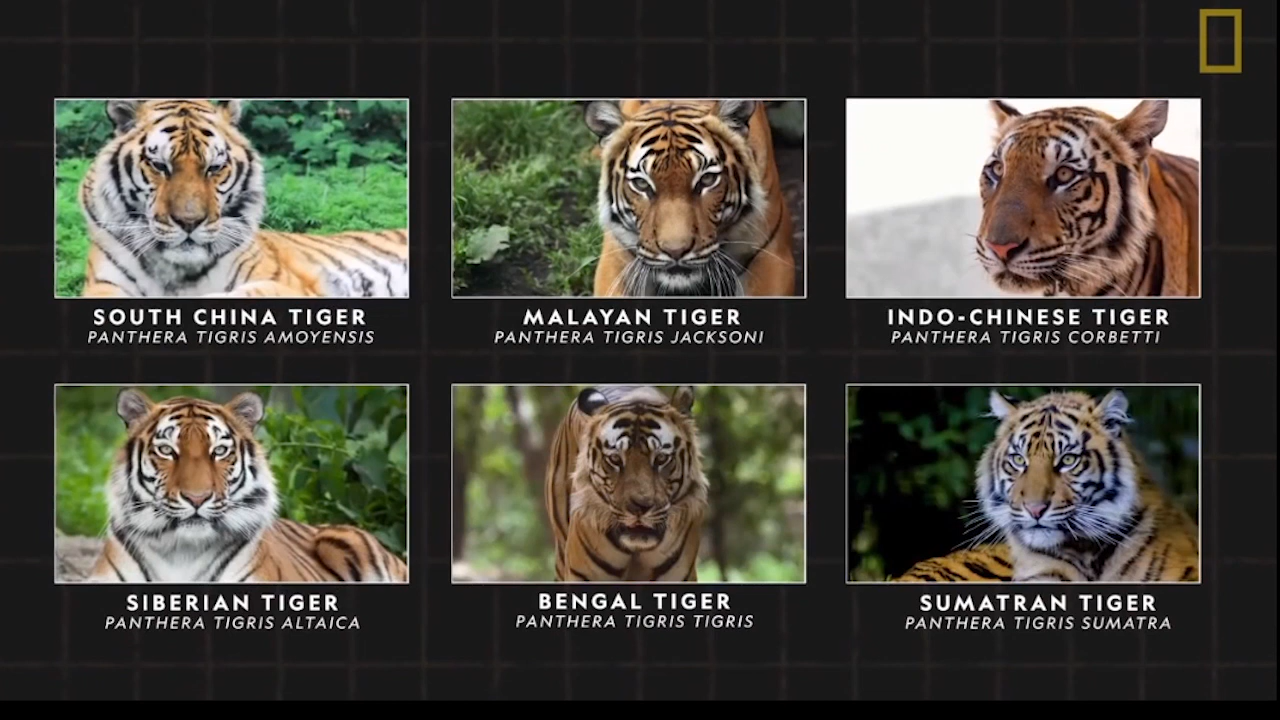 SOUTH CHINA TIGER
PANTHERA TIGRIS AMOYENSIS
MALAYAN TIGER
PANTHERA TIGRIS JACKSONI
INDO-CHINESE TIGER
PANTHERA TIGRIS CORBETTI
SIBERIAN TIGER
PANTHERA TIGRIS ALTAICA
BENGAL TIGER
PANTHERA TIGRIS TIGRIS
SUMATRAN TIGER
PANTHERA TIGRIS SUMATRA